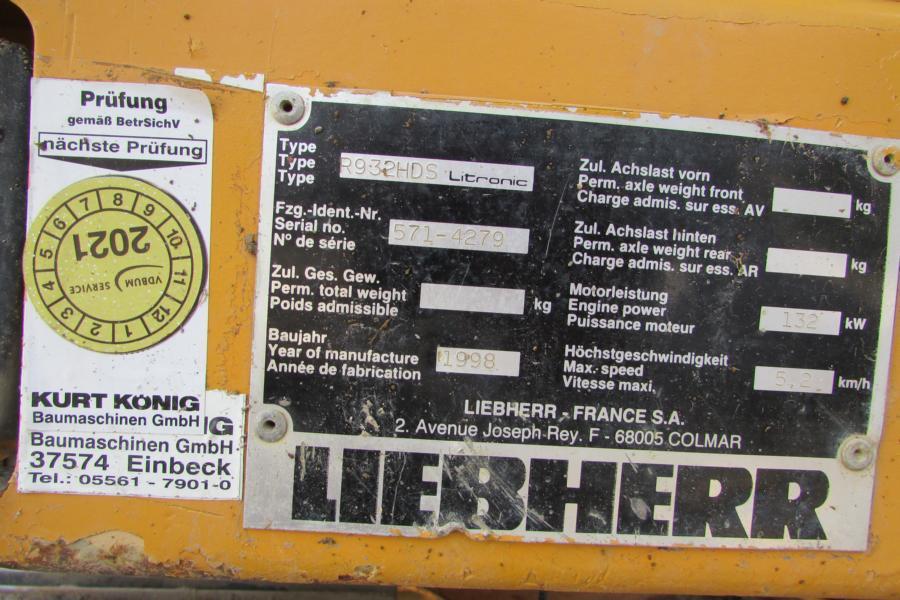 Prüfung
gemäß BetrSichV
nächste Prüfung
1 2 3 4 5 6 7 8 9 10 11 12
2021
VDBUM SERVICE
KURT KÖNIG
Baumaschinen GmbH
IG
Baumaschinen GmbH
37574 Einbeck
Tel.: 05561 - 7901-0
Type
Type
Type
R932HDS Litronic
Fzg.-Ident.-Nr.
Serial no.
N° de série
571-4279
Zul. Ges. Gew.
Perm. total weight
Poids admissible
kg
Baujahr
Year of manufacture
Année de fabrication
1998
Zul. Achslast vorn
Perm. axle weight front
Charge admis. sur ess. AV
kg
Zul. Achslast hinten
Perm. axle weight rear
Charge admis. sur ess. AR
kg
Motorleistung
Engine power
Puissance moteur
132 kW
Höchstgeschwindigkeit
Max. speed
Vitesse maxi.
5,2 km/h
LIEBHERR - FRANCE S.A.
2. Avenue Joseph Rey. F - 68005 COLMAR
LIEBHERR